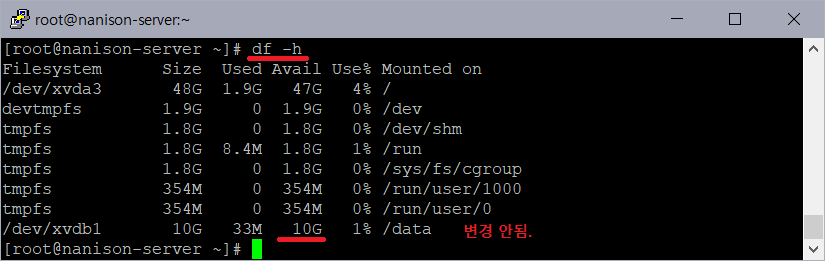 root@nanison-server:~
[root@nanison-server ~]# df -h
Filesystem      Size  Used Avail Use% Mounted on
/dev/xvda3       48G  1.9G   47G   4% /
devtmpfs        1.9G     0  1.9G   0% /dev
tmpfs           1.8G     0  1.8G   0% /dev/shm
tmpfs           1.8G  8.4M  1.8G   1% /run
tmpfs           1.8G     0  1.8G   0% /sys/fs/cgroup
tmpfs           354M     0  354M   0% /run/user/1000
tmpfs           354M     0  354M   0% /run/user/0
/dev/xvdb1       10G   33M   10G   1% /data 변경 안됨.
[root@nanison-server ~]#